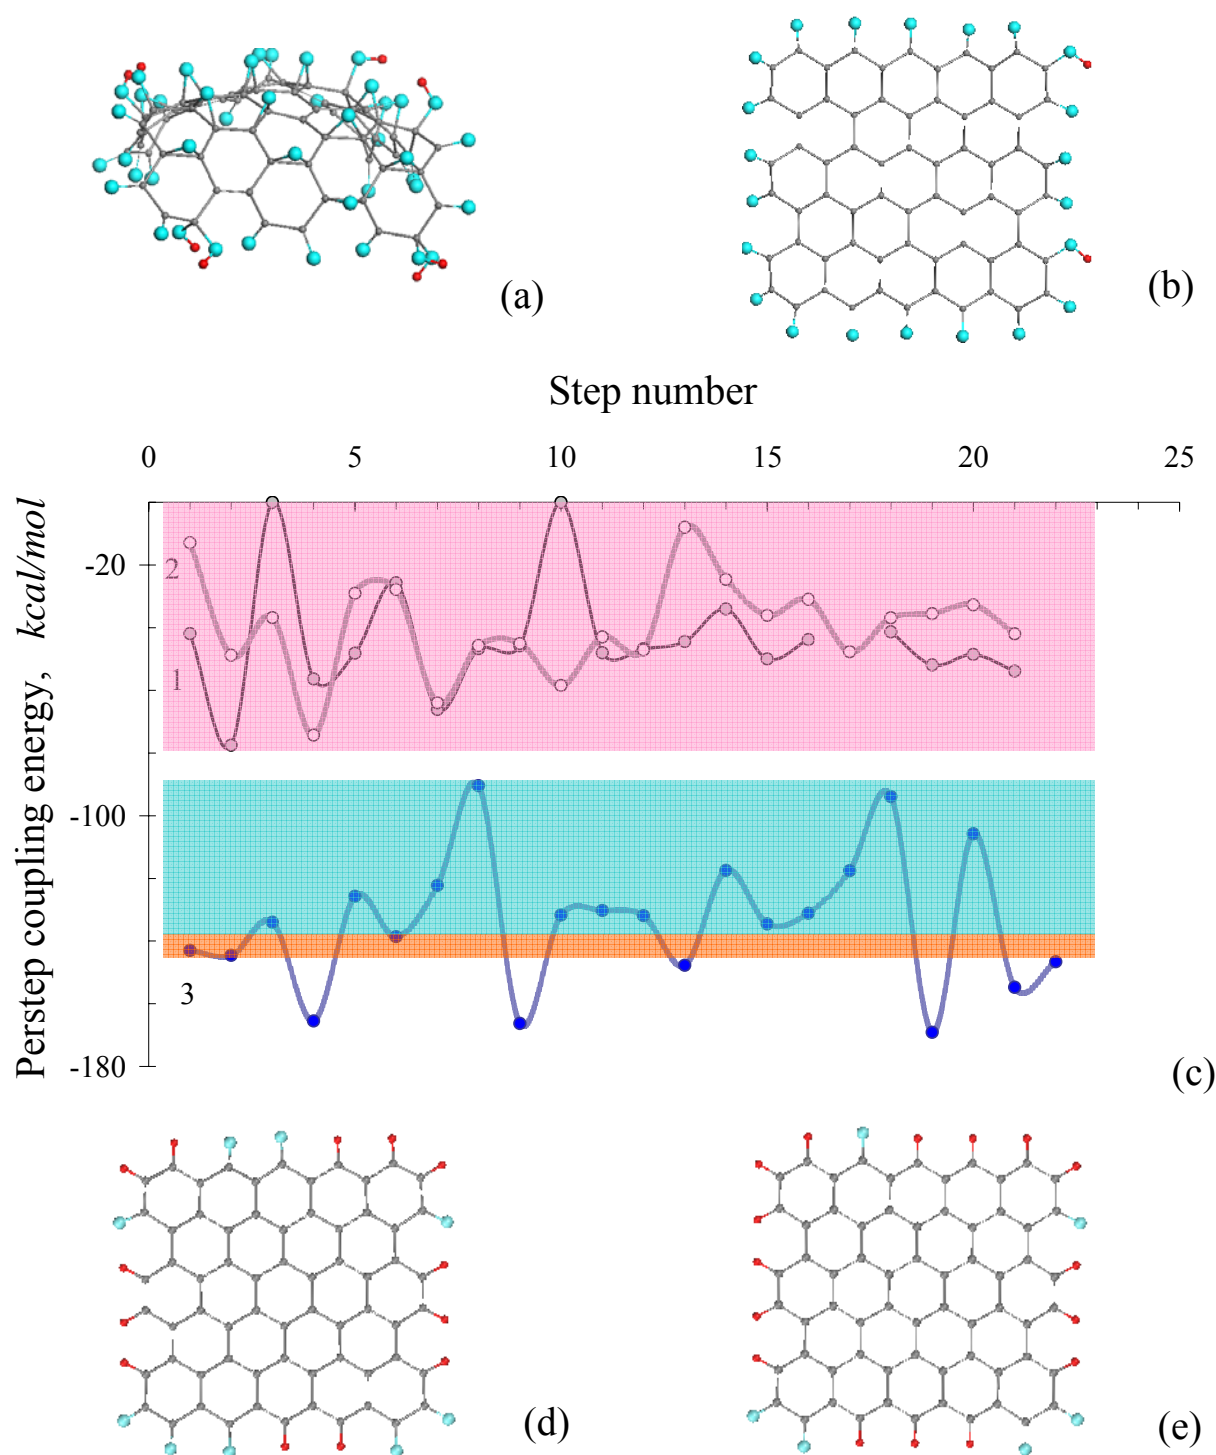 (a)
(b)
Step number
0 5 10 15 20 25
Perstep coupling energy, kcal/mol
-20
2
1
-100
3
-180
(c)
(d)
(e)